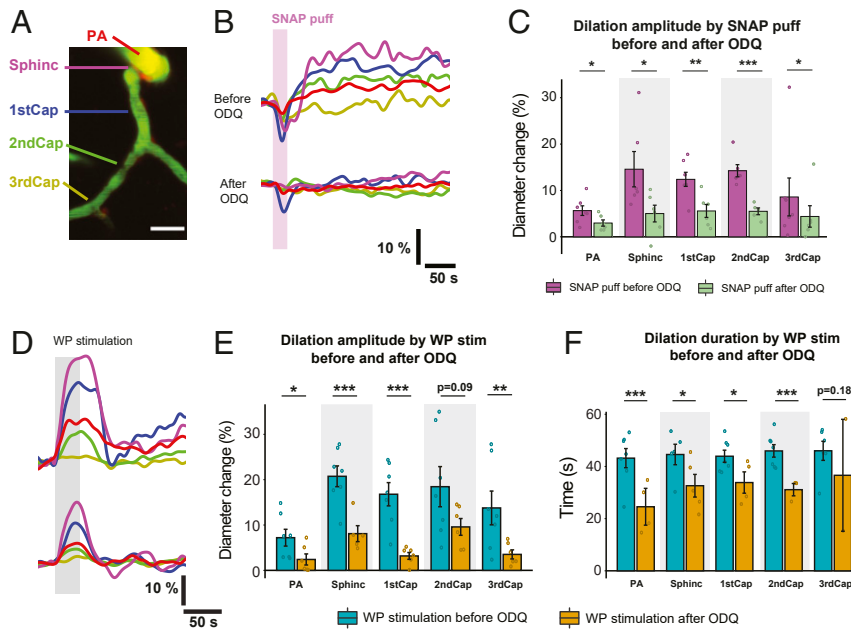 A
PA
Sphinc
1stCap
2ndCap
3rdCap
B
SNAP puff
Before
ODQ
After
ODQ
10 %
50 s
C
Dilation amplitude by SNAP puff
before and after ODQ
* * ** *** *
Diameter change (%)
30
20
10
0
PA Sphinc 1stCap 2ndCap 3rdCap
SNAP puff before ODQ SNAP puff after ODQ
D
WP stimulation
10 %
50 s
E
Dilation amplitude by WP stim
before and after ODQ
* *** *** p=0.09 **
Diameter change (%)
30
20
10
0
PA Sphinc 1stCap 2ndCap 3rdCap
F
Dilation duration by WP stim
before and after ODQ
*** * * *** p=0.18
Time (s)
60
40
20
0
PA Sphinc 1stCap 2ndCap 3rdCap
WP stimulation before ODQ WP stimulation after ODQ